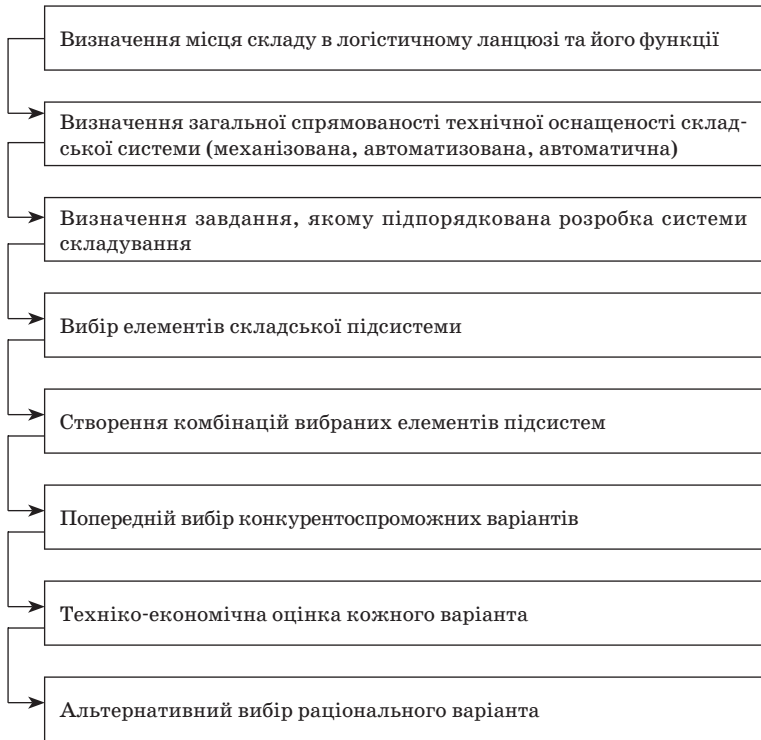 Визначення місця складу в логістичному ланцюзі та його функції
Визначення загальної спрямованості технічної оснащеності склад-
ської системи (механізована, автоматизована, автоматична)
Визначення завдання, якому підпорядкована розробка системи
складування
Вибір елементів складської підсистеми
Створення комбінацій вибраних елементів підсистем
Попередній вибір конкурентоспроможних варіантів
Техніко-економічна оцінка кожного варіанта
Альтернативний вибір раціонального варіанта